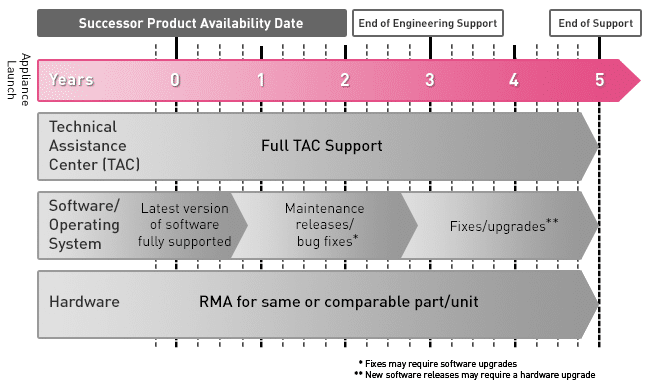 Successor Product Availability Date
End of Engineering Support
End of Support
Appliance
Launch
Years 0 1 2 3 4 5
Technical
Assistance
Center (TAC)
Full TAC Support
Software/
Operating
System
Latest version
of software
fully supported
Maintenance
releases/
bug fixes*
Fixes/upgrades**
Hardware
RMA for same or comparable part/unit
* Fixes may require software upgrades
** New software releases may require a hardware upgrade